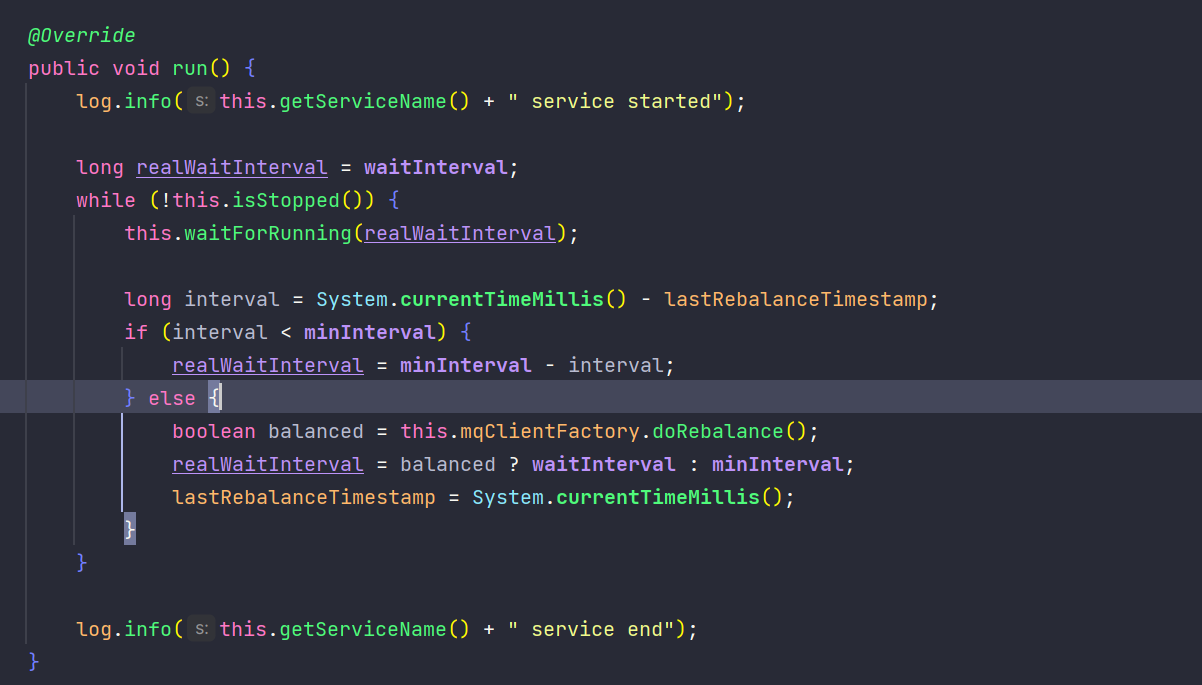 @Override
public void run() {
    log.info( s: this.getServiceName() + " service started");

    long realWaitInterval = waitInterval;
    while (!this.isStopped()) {
        this.waitForRunning(realWaitInterval);

        long interval = System.currentTimeMillis() - lastRebalanceTimestamp;
        if (interval < minInterval) {
            realWaitInterval = minInterval - interval;
        } else {
            boolean balanced = this.mqClientFactory.doRebalance();
            realWaitInterval = balanced ? waitInterval : minInterval;
            lastRebalanceTimestamp = System.currentTimeMillis();
        }
    }

    log.info( s: this.getServiceName() + " service end");
}